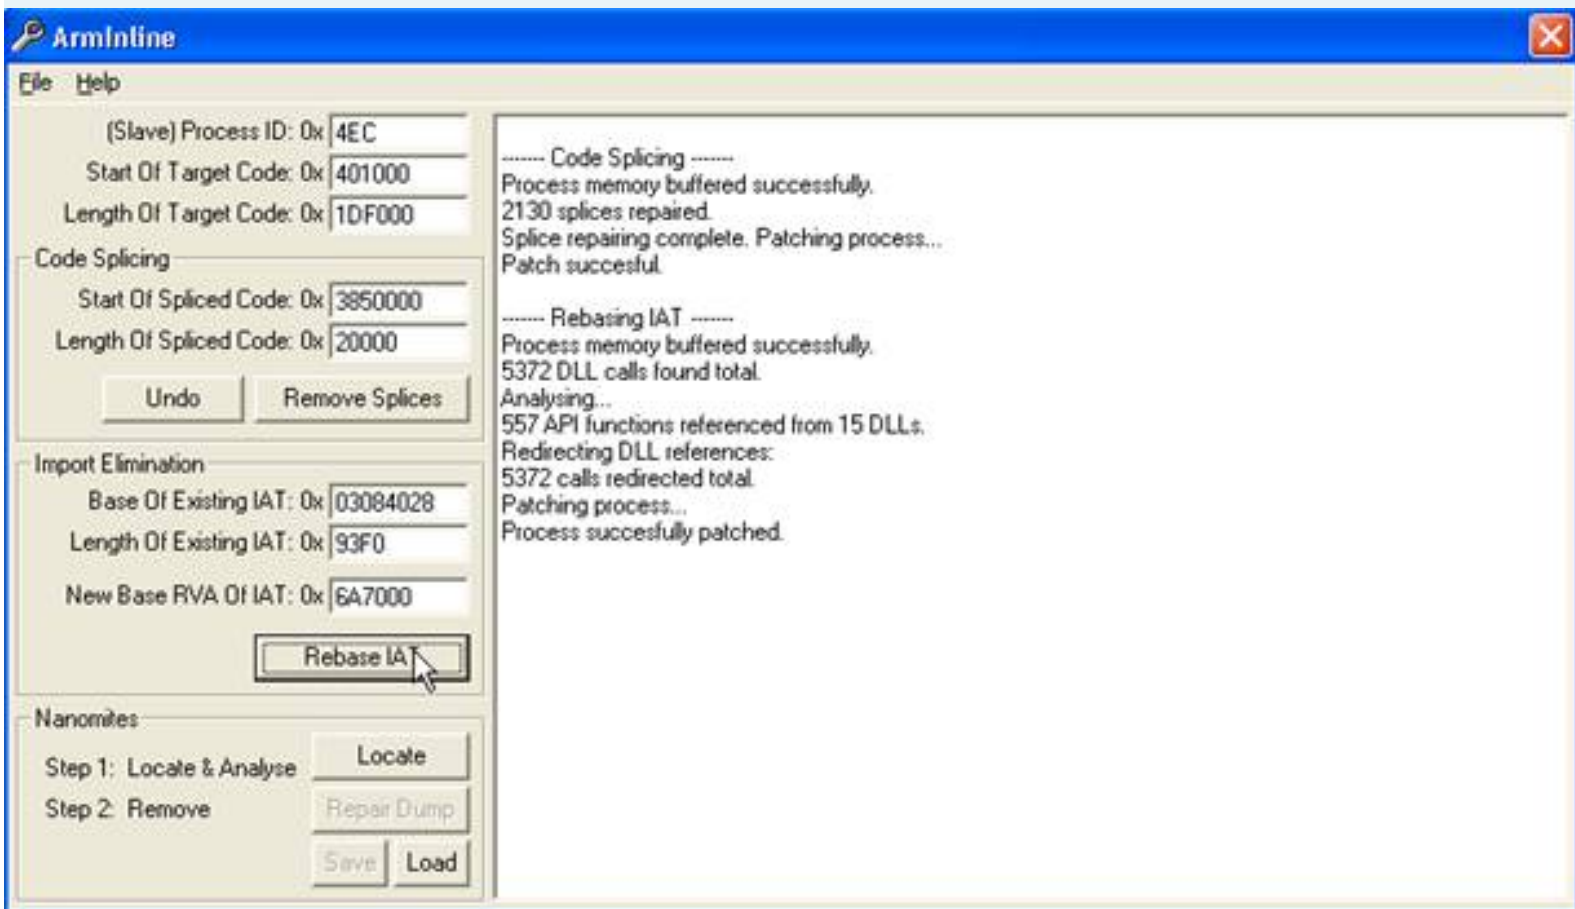 ArmInline
File Help
(Slave) Process ID: 0x 4EC
Start Of Target Code: 0x 401000
Length Of Target Code: 0x 1DF000
Code Splicing
Start Of Spliced Code: 0x 3850000
Length Of Spliced Code: 0x 20000
Undo Remove Splices
Import Elimination
Base Of Existing IAT: 0x 03084028
Length Of Existing IAT: 0x 93F0
New Base RVA Of IAT: 0x 6A7000
Rebase IAT
Nanomites
Step 1: Locate & Analyse Locate
Step 2: Remove Repair Dump
Save Load
------- Code Splicing -------
Process memory buffered successfully.
2130 splices repaired.
Splice repairing complete. Patching process...
Patch succesful.
------- Rebasing IAT -------
Process memory buffered successfully.
5372 DLL calls found total.
Analysing...
557 API functions referenced from 15 DLLs.
Redirecting DLL references:
5372 calls redirected total.
Patching process...
Process succesfully patched.